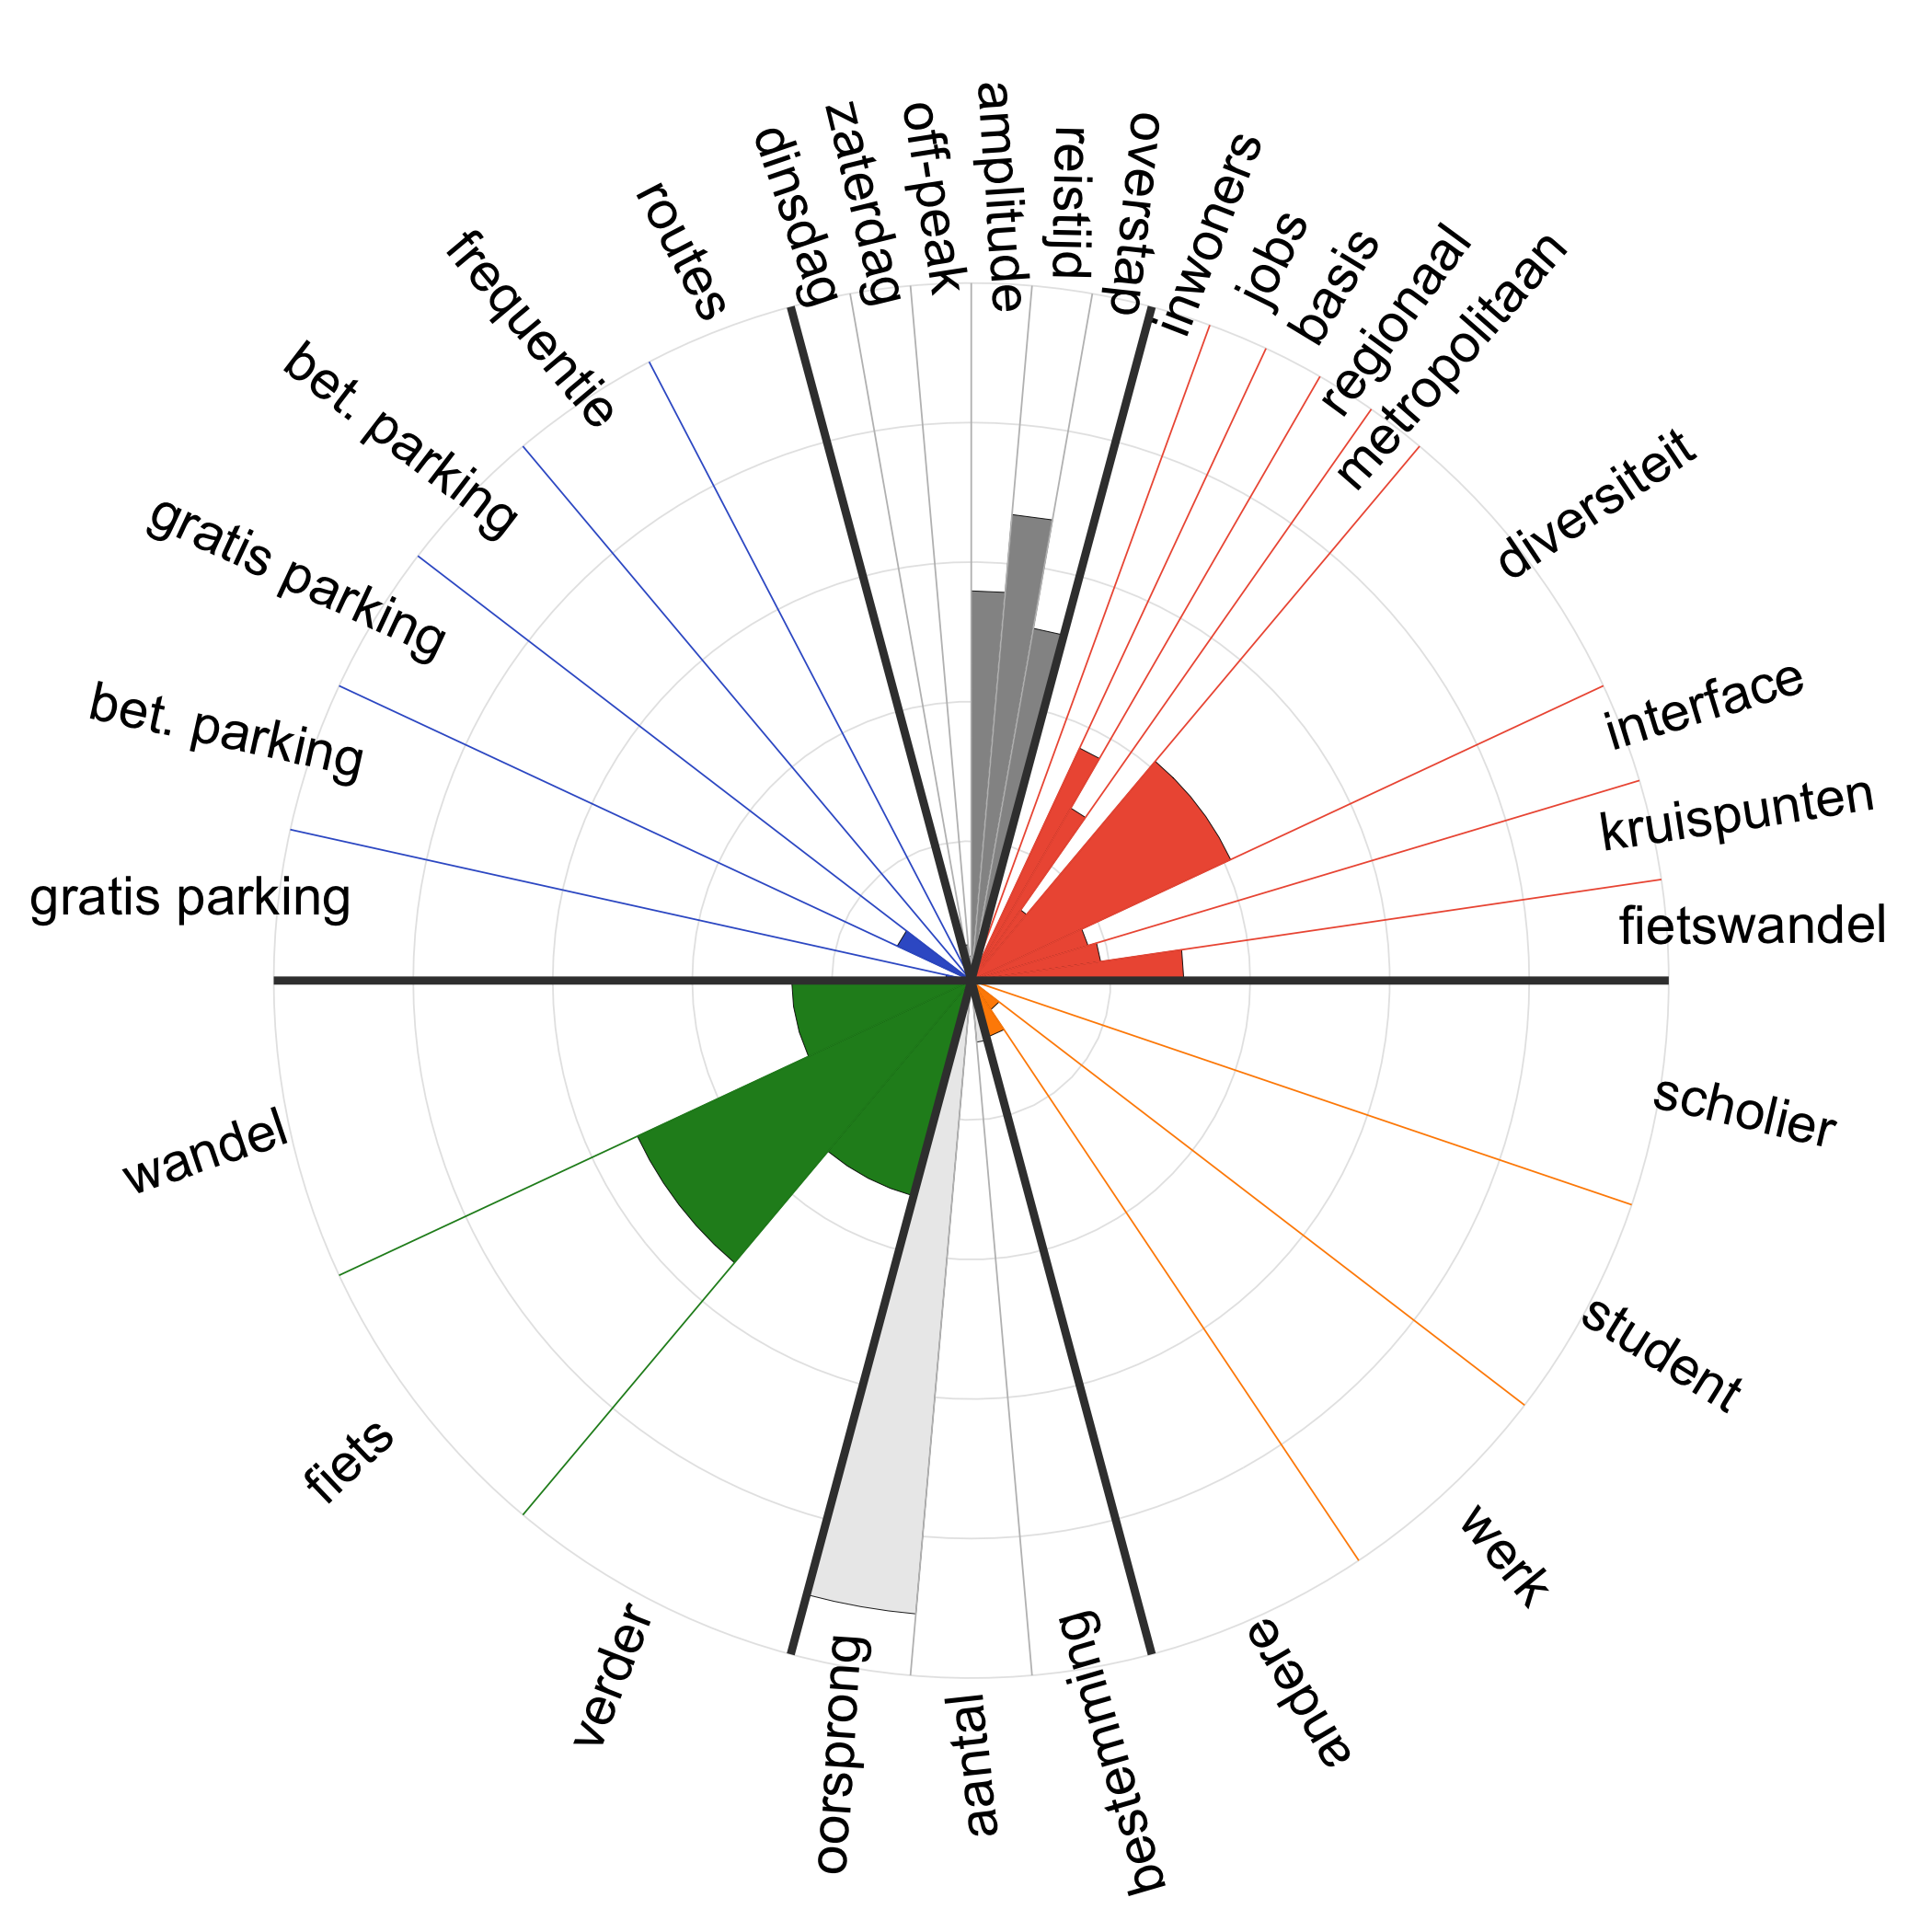 dinsdag
zaterdag
off-peak
amplitude
reistijd
overstap
inwoners
jobs
basis
regionaal
metropolitaan
diversiteit
interface
kruispunten
fietswandel
scholier
student
werk
andere
bestemming
aantal
oorsprong
verder
fiets
wandel
gratis parking
bet. parking
gratis parking
bet. parking
frequentie
routes